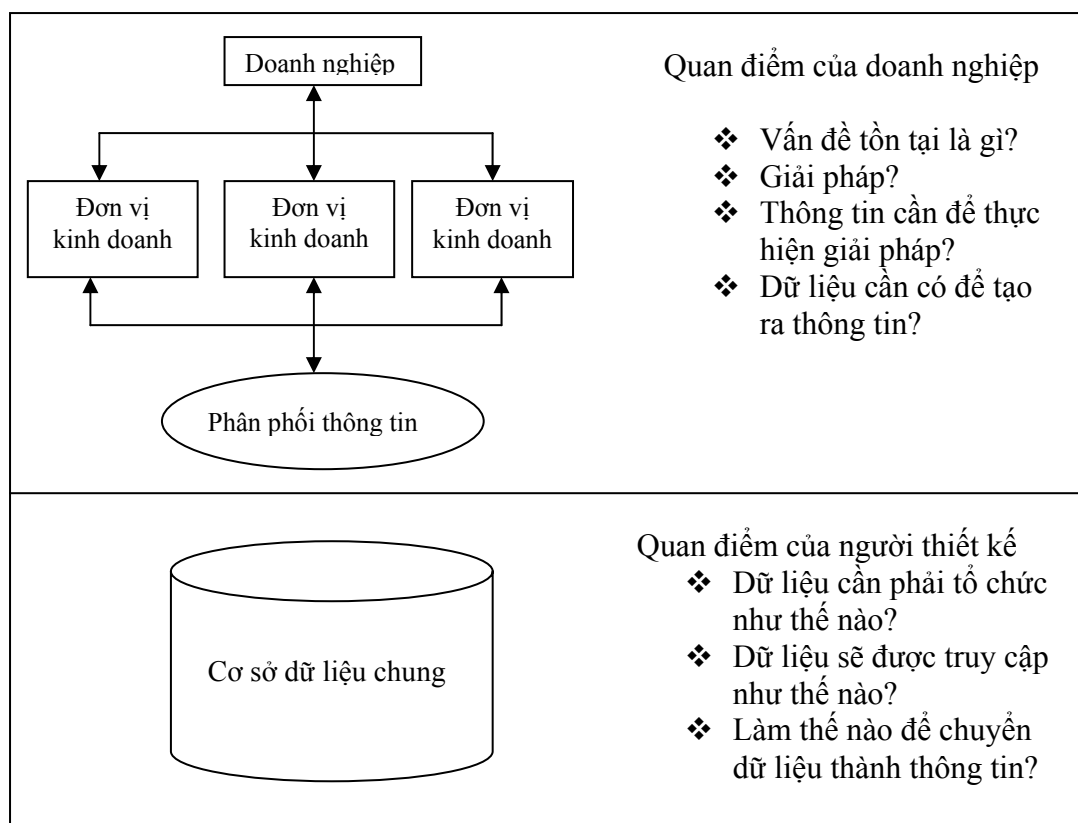 Doanh nghiệp
Đơn vị
kinh doanh
Đơn vị
kinh doanh
Đơn vị
kinh doanh
Phân phối thông tin
Quan điểm của doanh nghiệp
❖ Vấn đề tồn tại là gì?
❖ Giải pháp?
❖ Thông tin cần để thực
hiện giải pháp?
❖ Dữ liệu cần có để tạo
ra thông tin?
Cơ sở dữ liệu chung
Quan điểm của người thiết kế
❖ Dữ liệu cần phải tổ chức
như thế nào?
❖ Dữ liệu sẽ được truy cập
như thế nào?
❖ Làm thế nào để chuyển
dữ liệu thành thông tin?